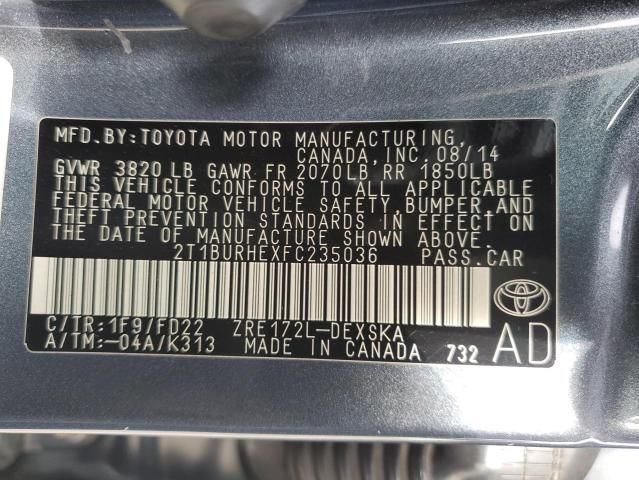 MFD.BY:TOYOTA MOTOR MANUFACTURING,
CANADA, INC. 08/14
GVWR 3820 LB GAWR FR 2070LB RR 1850LB
THIS VEHICLE CONFORMS TO ALL APPLICABLE
FEDERAL MOTOR VEHICLE SAFETY, BUMPER, AND
THEFT PREVENTION STANDARDS IN EFFECT ON
THE DATE OF MANUFACTURE SHOWN ABOVE.
2T1BURHEXFC235036 PASS.CAR
C/TR:1F9/FD22 ZRE172L-DEXSKA
A/TM:-04A/K313 MADE IN CANADA 732 AD